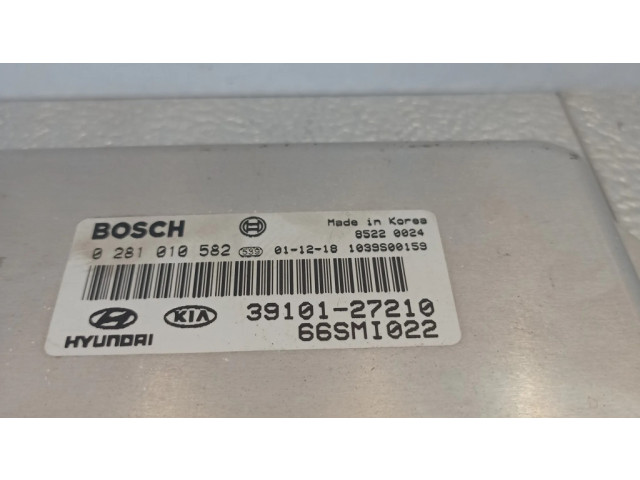 BOSCH
Made in Korea
8522 0024
0 281 010 582 01-12-18 1039S00159
39101-27210
KIA
66SMI022
HYUNDAI